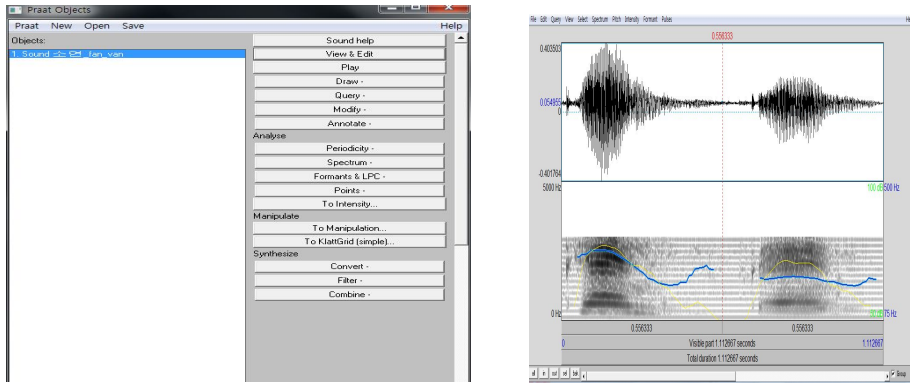 Praat Objects
Praat New Open Save Help
Objects:
1. Sound _fan_van
Sound help
View & Edit
Play
Draw -
Query -
Modify -
Annotate -
Analyse
Periodicity -
Spectrum -
Formants & LPC -
Points -
To Intensity...
Manipulate
To Manipulation...
To KlattGrid (simple)...
Synthesize
Convert -
Filter -
Combine -
File Edit Query View Select Spectrum Pitch Intensity Formant Pulses
0.556333
0.403503
0.054955
0
-0.401764
5000 Hz
100 dB 500 Hz
0 Hz
75 Hz
0.556333 0.556333
0 Visible part 1.112667 seconds 1.112667
Total duration 1.112667 seconds
all in out sel bak
Group